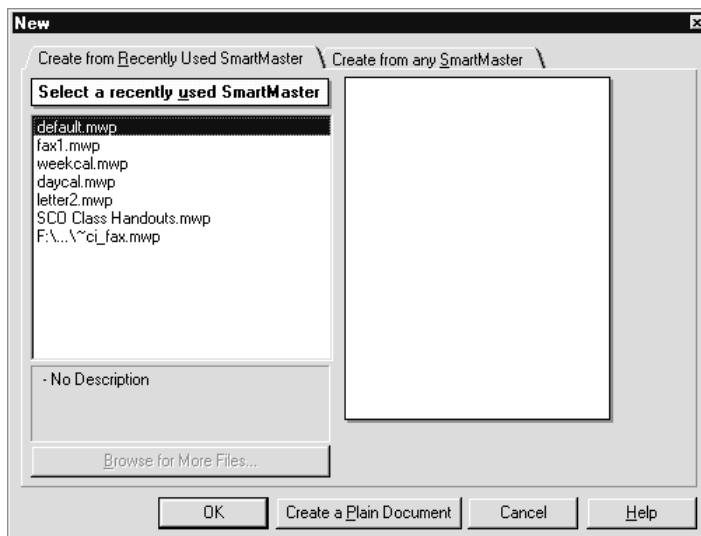 New
Create from Recently Used SmartMaster
Create from any SmartMaster
Select a recently used SmartMaster
default.mwp
fax1.mwp
weekcal.mwp
daycal.mwp
letter2.mwp
SCO Class Handouts.mwp
F:\...\~ci_fax.mwp
- No Description
Browse for More Files...
OK
Create a Plain Document
Cancel
Help